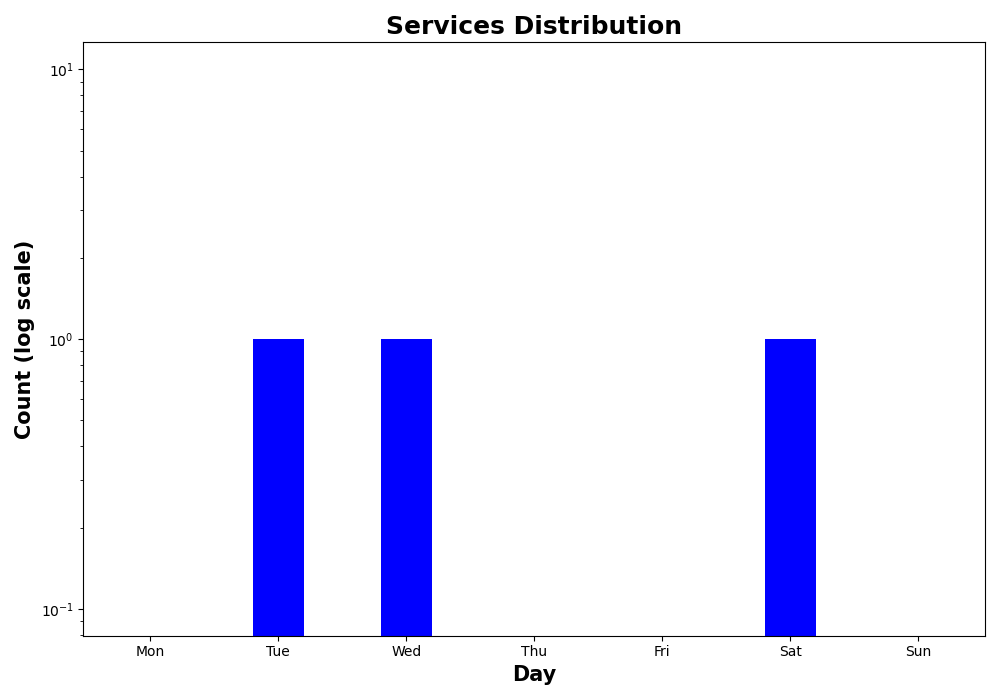 Services Distribution
Count (log scale)
10¹
10⁰
10⁻¹
Mon Tue Wed Thu Fri Sat Sun
Day